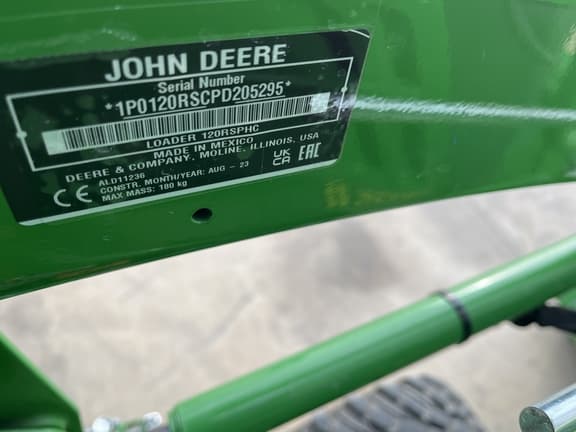 JOHN DEERE
Serial Number
*1P0120RSCPD205295*
LOADER 120RSPHC
MADE IN MEXICO
DEERE & COMPANY, MOLINE, ILLINOIS, USA
ALD11236
CONSTR. MONTH/YEAR: AUG - 23
MAX MASS: 180 kg
CE
UK
CA
EAC